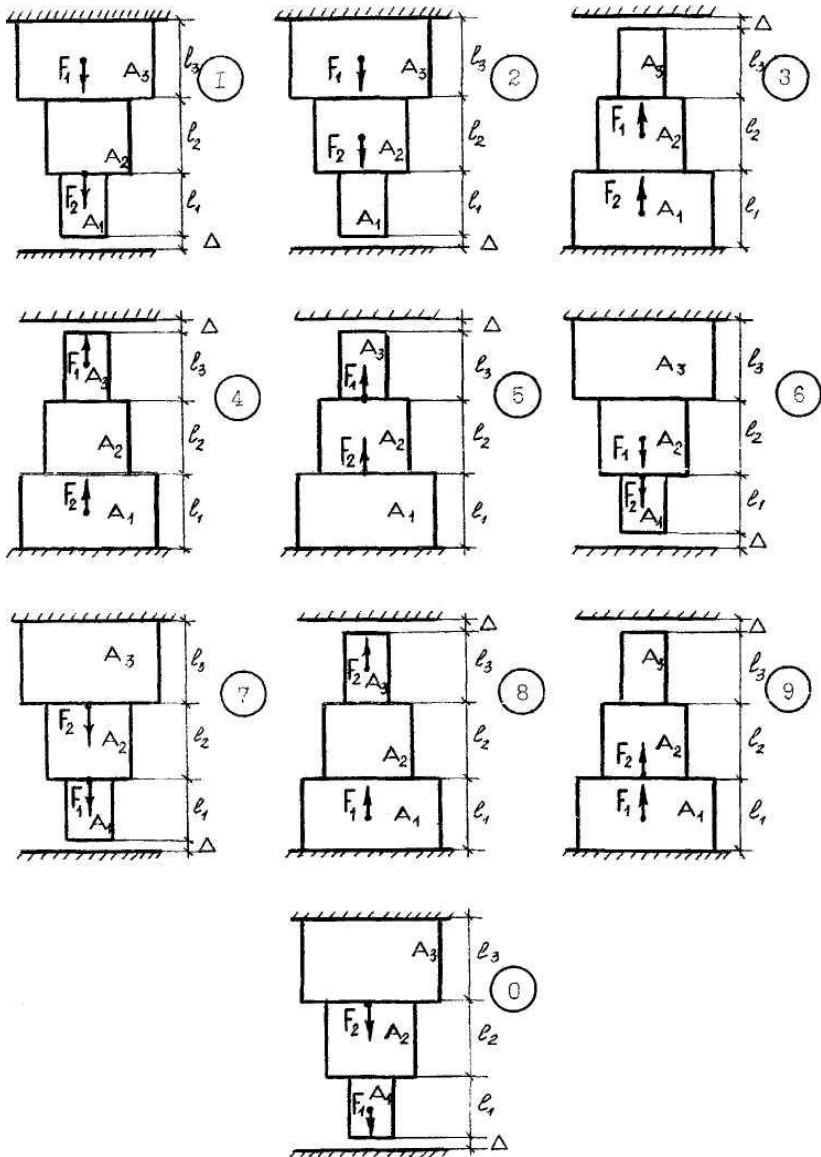 F₁ A₃ l₃ I
A₂ l₂
F₂ A₁ l₁ Δ
F₁ A₃ l₃ 2
F₂ A₂ l₂
A₁ l₁ Δ
Δ A₃ l₃ 3
F₁ A₂ l₂
F₂ A₁ l₁
Δ F₁ A₃ l₃ 4
A₂ l₂
F₂ A₁ l₁
Δ A₃ F₁ l₃ 5
F₂ A₂ l₂
A₁ l₁
A₃ l₃ 6
F₁ A₂ l₂
F₂ A₁ l₁ Δ
A₃ l₃ 7
F₂ A₂ l₂
F₁ A₁ l₁ Δ
Δ F₂ A₃ l₃ 8
A₂ l₂
F₁ A₁ l₁
Δ A₃ l₃ 9
F₂ A₂ l₂
F₁ A₁ l₁
A₃ l₃ 0
F₂ A₂ l₂
A₁ F₁ l₁ Δ